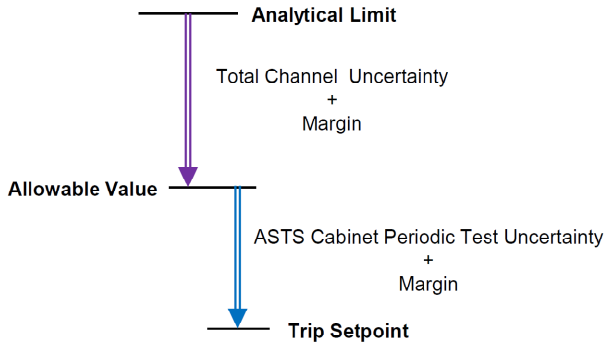 Analytical Limit
Total Channel Uncertainty
+
Margin
Allowable Value
ASTS Cabinet Periodic Test Uncertainty
+
Margin
Trip Setpoint